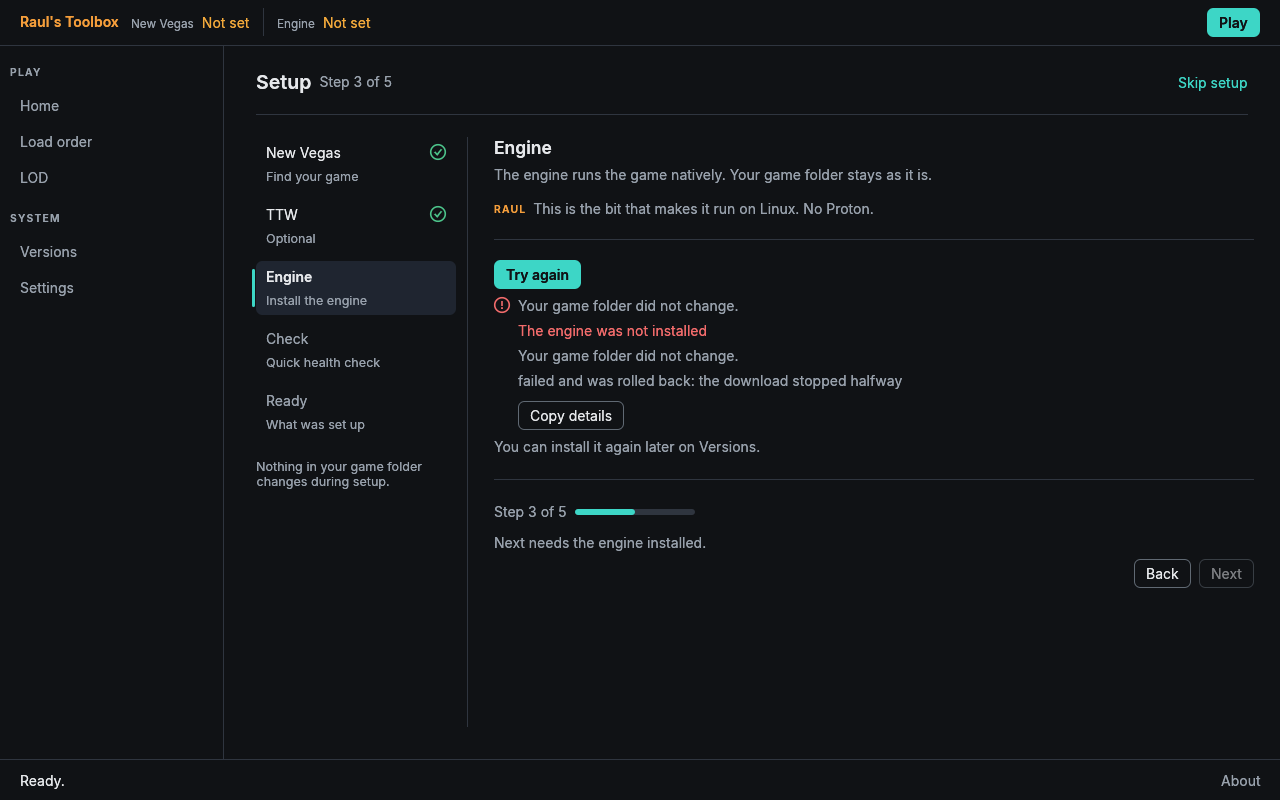 Raul's Toolbox New Vegas Not set Engine Not set Play
PLAY
Home
Load order
LOD
SYSTEM
Versions
Settings
Setup Step 3 of 5 Skip setup
New Vegas
Find your game
TTW
Optional
Engine
Install the engine
Check
Quick health check
Ready
What was set up
Nothing in your game folder
changes during setup.
Engine
The engine runs the game natively. Your game folder stays as it is.
RAUL This is the bit that makes it run on Linux. No Proton.
Try again
Your game folder did not change.
The engine was not installed
Your game folder did not change.
failed and was rolled back: the download stopped halfway
Copy details
You can install it again later on Versions.
Step 3 of 5
Next needs the engine installed.
Back Next
Ready. About